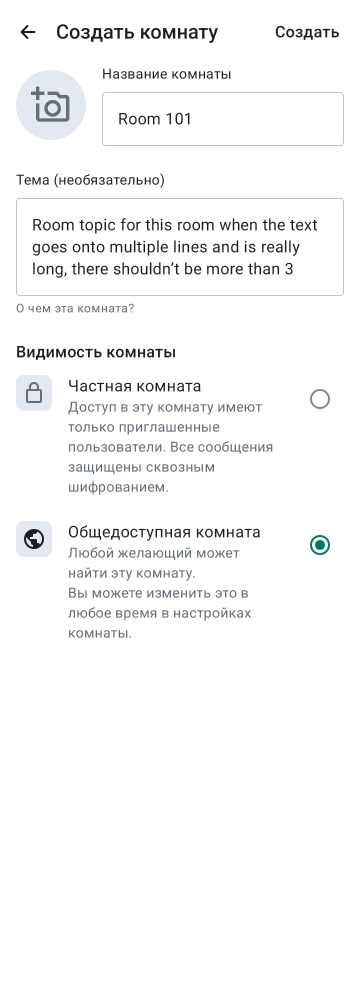 Создать комнату
Создать
Название комнаты
Room 101
Тема (необязательно)
Room topic for this room when the text
goes onto multiple lines and is really
long, there shouldn’t be more than 3
О чем эта комната?
Видимость комнаты
Частная комната
Доступ в эту комнату имеют
только приглашенные
пользователи. Все сообщения
защищены сквозным
шифрованием.
Общедоступная комната
Любой желающий может
найти эту комнату.
Вы можете изменить это в
любое время в настройках
комнаты.